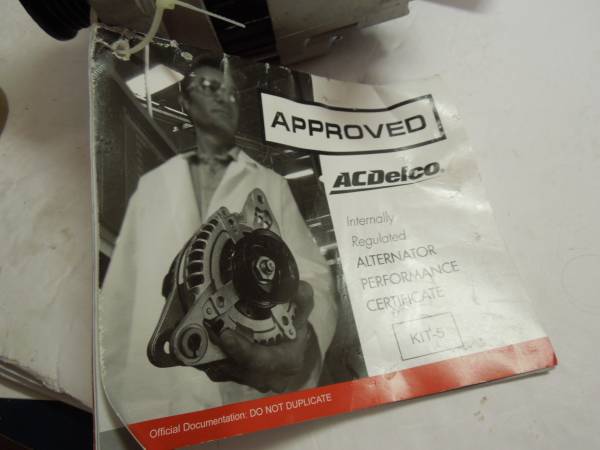 APPROVED
ACDelco®
Internally
Regulated
ALTERNATOR
PERFORMANCE
CERTIFICATE
KIT-5
Official Documentation: DO NOT DUPLICATE